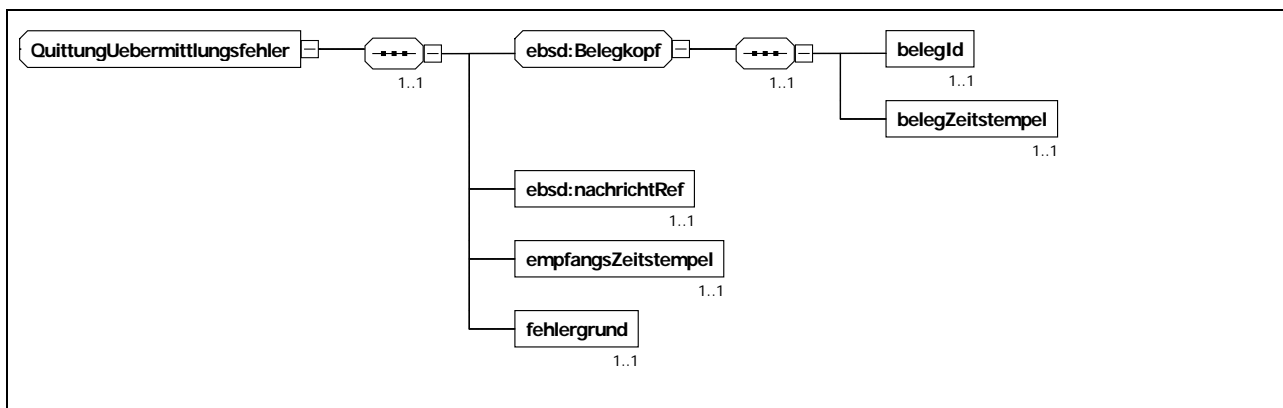 QuittungUebermittlungsfehler
1..1
ebsd:Belegkopf
1..1
belegId
1..1
belegZeitstempel
1..1
ebsd:nachrichtRef
1..1
empfangsZeitstempel
1..1
fehlergrund
1..1